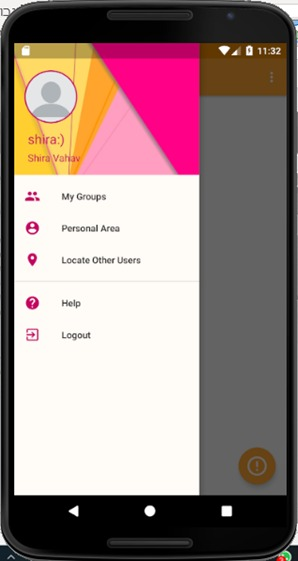 11:32
shira:)
Shira Vahav
My Groups
Personal Area
Locate Other Users
Help
Logout